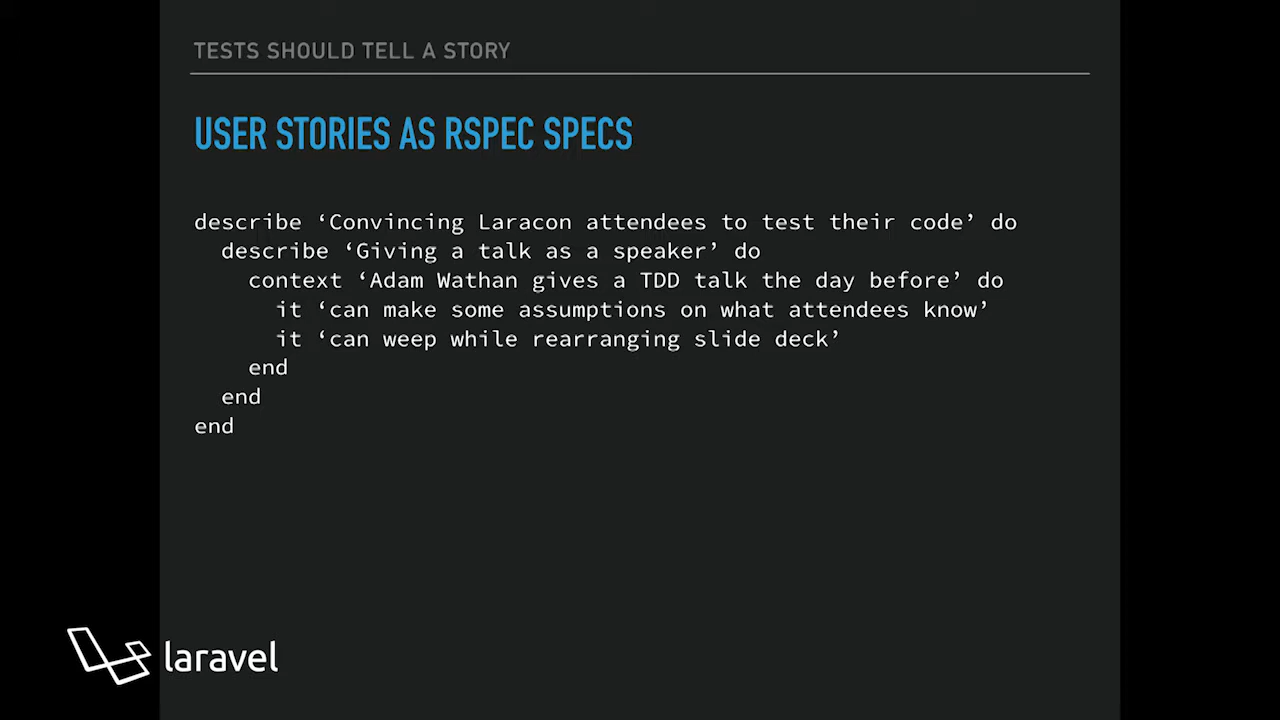 TESTS SHOULD TELL A STORY
USER STORIES AS RSPEC SPECS
describe ‘Convincing Laracon attendees to test their code’ do
  describe ‘Giving a talk as a speaker’ do
    context ‘Adam Wathan gives a TDD talk the day before’ do
      it ‘can make some assumptions on what attendees know’
      it ‘can weep while rearranging slide deck’
    end
  end
end
laravel